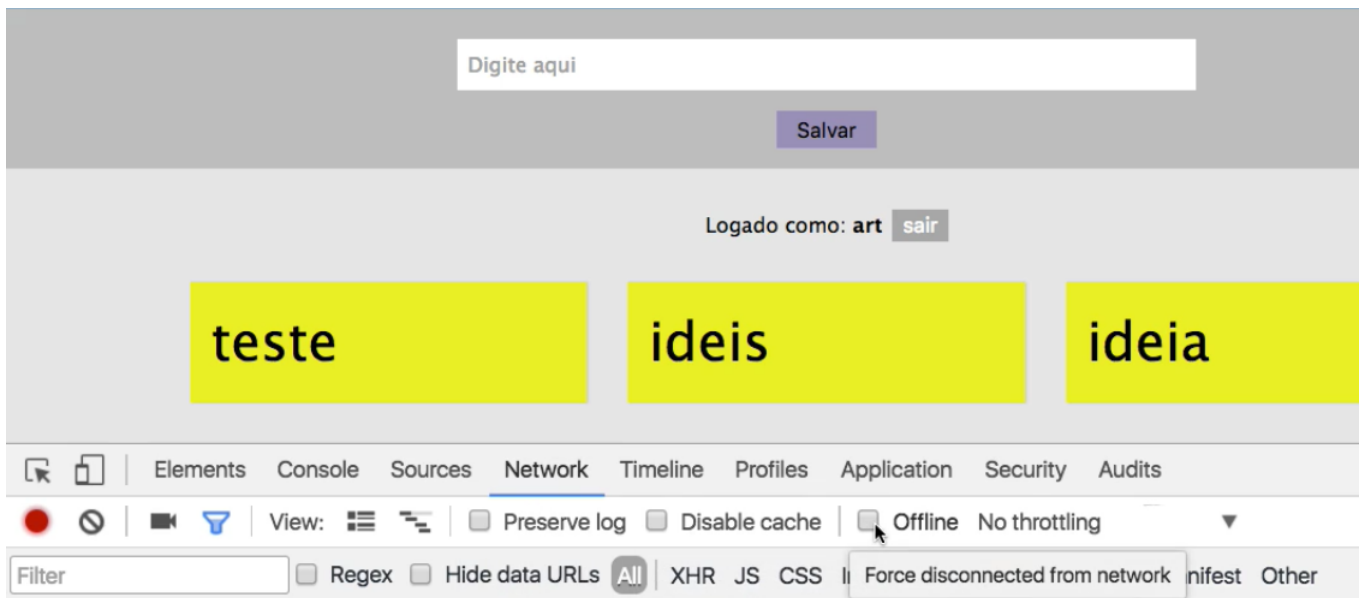 Digite aqui
Salvar
Logado como: art sair
teste ideis ideia
Elements Console Sources Network Timeline Profiles Application Security Audits
View: Preserve log Disable cache Offline No throttling
Filter Regex Hide data URLs All XHR JS CSS Other
Force disconnected from network